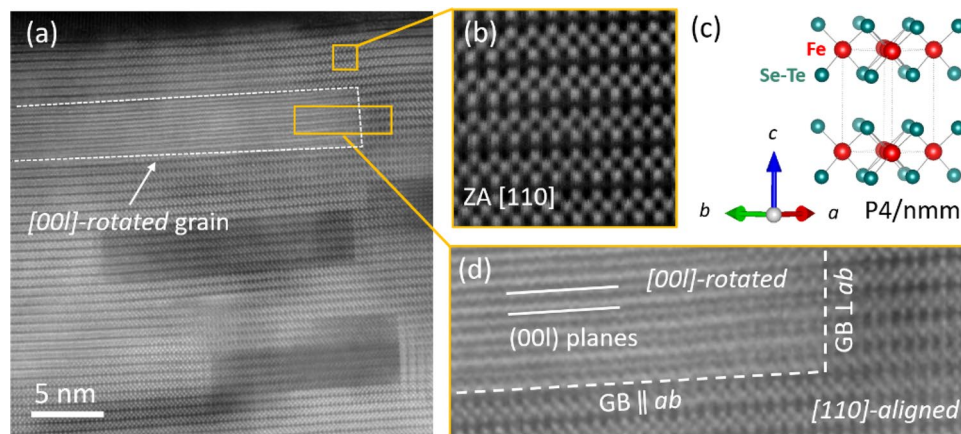 (a)
[00l]-rotated grain
5 nm
(b)
ZA [110]
(c)
Fe
Se-Te
c
b
a
P4/nmm
(d)
[00l]-rotated
(00l) planes
GB ⊥ ab
GB ∥ ab
[110]-aligned